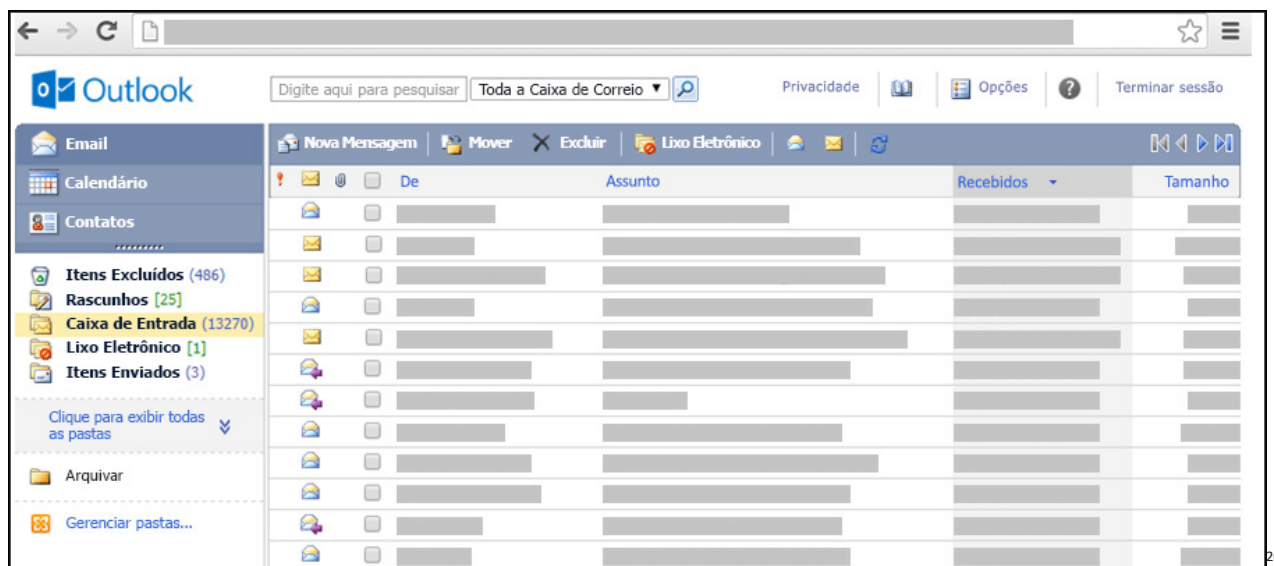 Outlook
Digite aqui para pesquisar Toda a Caixa de Correio Privacidade Opções Terminar sessão
Email
Nova Mensagem Mover Excluir Lixo Eletrônico
Calendário
De Assunto Recebidos Tamanho
Contatos
Itens Excluídos (486)
Rascunhos [25]
Caixa de Entrada (13270)
Lixo Eletrônico [1]
Itens Enviados (3)
Clique para exibir todas
as pastas
Arquivar
Gerenciar pastas...